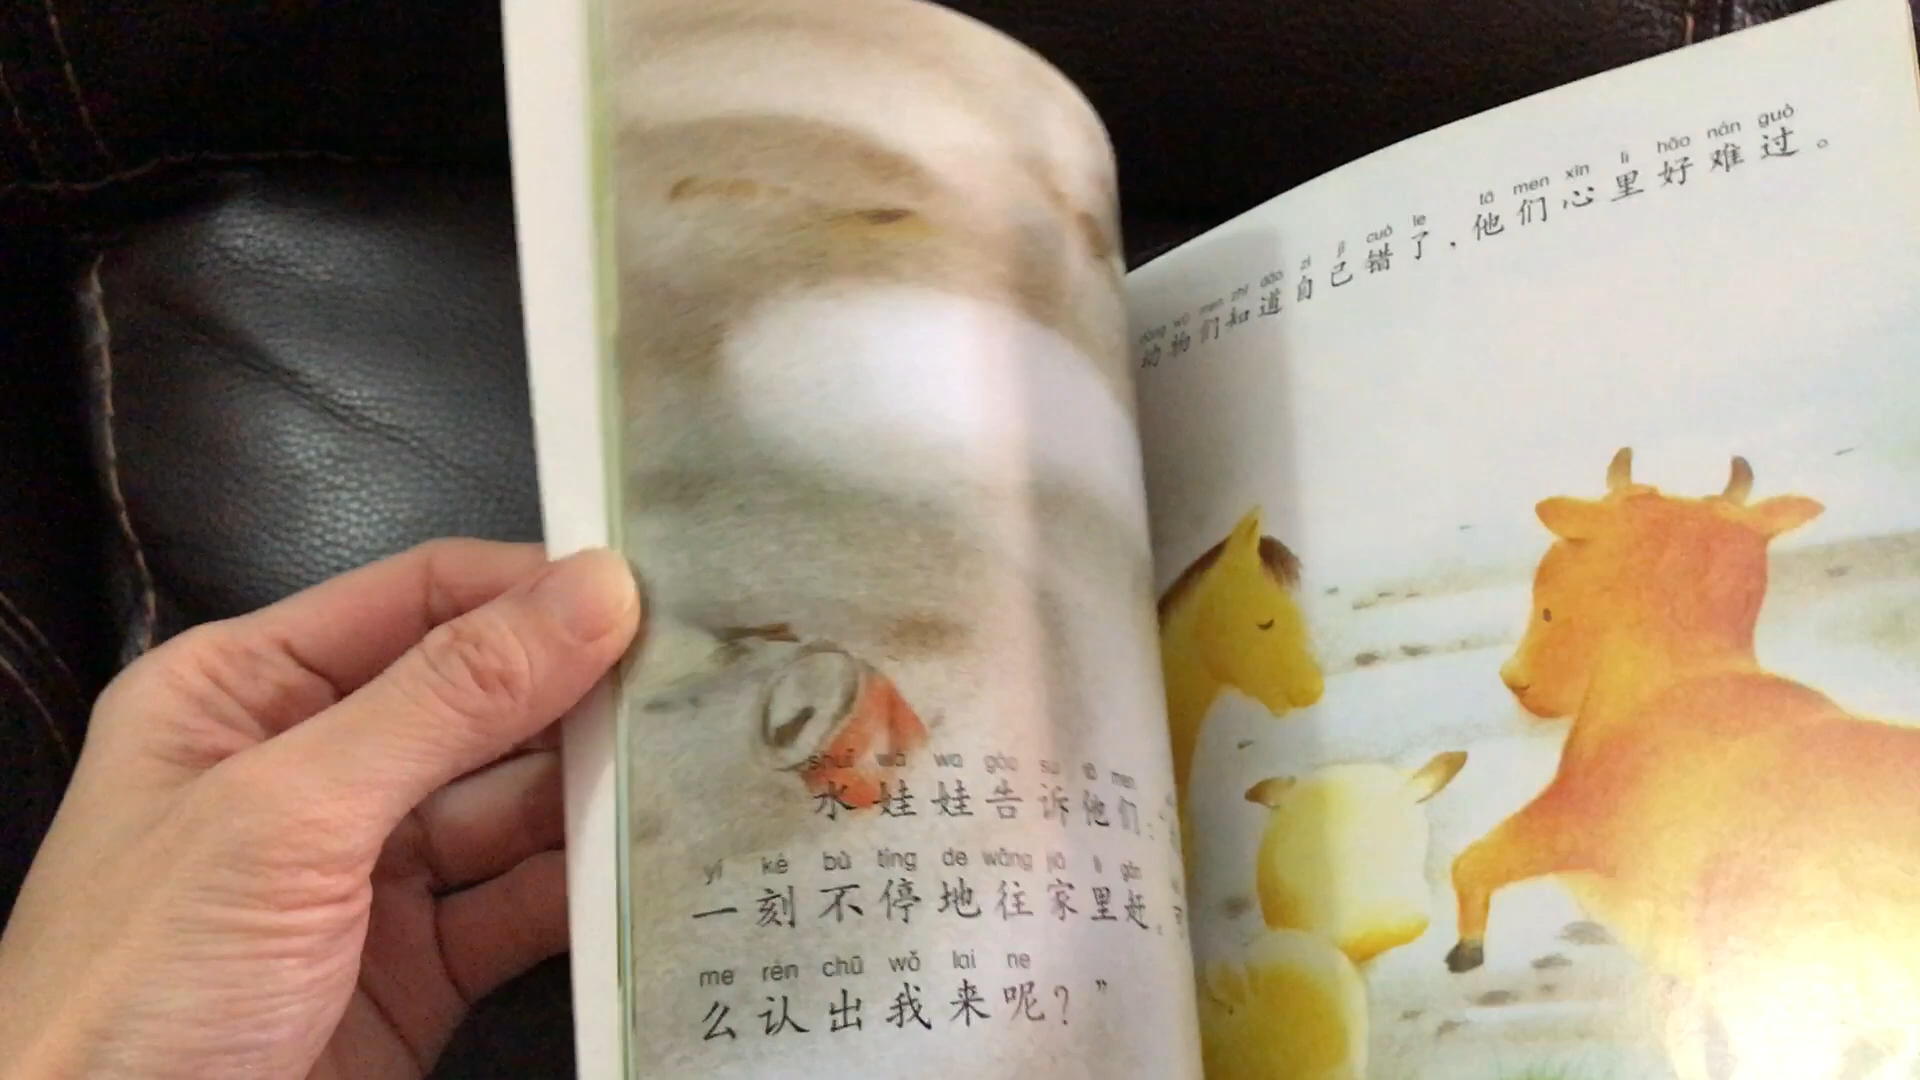 shuǐ wá wa gào su tā men
水娃娃告诉他们：
yí kè bù tíng de wǎng jiā lǐ gǎn
一刻不停地往家里赶。
me rèn chū wǒ lai ne
么认出我来呢？”
dòng wù men zhī dào zì jǐ cuò le tā men xīn li hǎo nán guò
动物们知道自己错了，他们心里好难过。